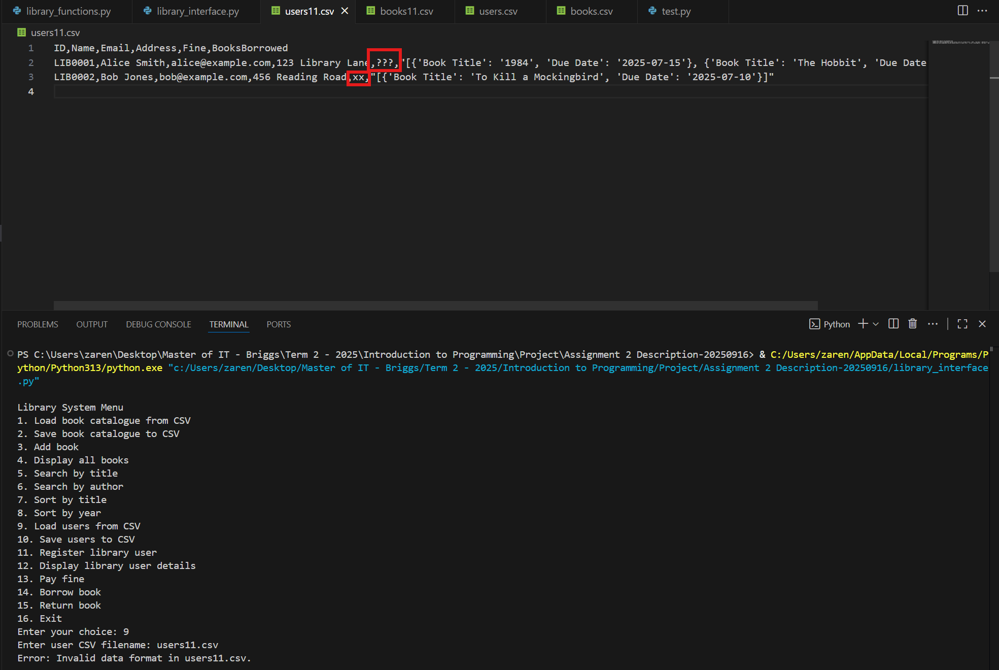 library_functions.py
library_interface.py
users11.csv
books11.csv
users.csv
books.csv
test.py
users11.csv
1 ID,Name,Email,Address,Fine,BooksBorrowed
2 LIB0001,Alice Smith,alice@example.com,123 Library Lane,???,"[{'Book Title': '1984', 'Due Date': '2025-07-15'}, {'Book Title': 'The Hobbit', 'Due Date
3 LIB0002,Bob Jones,bob@example.com,456 Reading Road,xx,"[{'Book Title': 'To Kill a Mockingbird', 'Due Date': '2025-07-10'}]"
4
PROBLEMS OUTPUT DEBUG CONSOLE TERMINAL PORTS
Python
PS C:\Users\zaren\Desktop\Master of IT - Briggs\Term 2 - 2025\Introduction to Programming\Project\Assignment 2 Description-20250916> & C:/Users/zaren/AppData/Local/Programs/P
ython/Python313/python.exe "c:/Users/zaren/Desktop/Master of IT - Briggs/Term 2 - 2025/Introduction to Programming/Project/Assignment 2 Description-20250916/library_interface
.py"
Library System Menu
1. Load book catalogue from CSV
2. Save book catalogue to CSV
3. Add book
4. Display all books
5. Search by title
6. Search by author
7. Sort by title
8. Sort by year
9. Load users from CSV
10. Save users to CSV
11. Register library user
12. Display library user details
13. Pay fine
14. Borrow book
15. Return book
16. Exit
Enter your choice: 9
Enter user CSV filename: users11.csv
Error: Invalid data format in users11.csv.